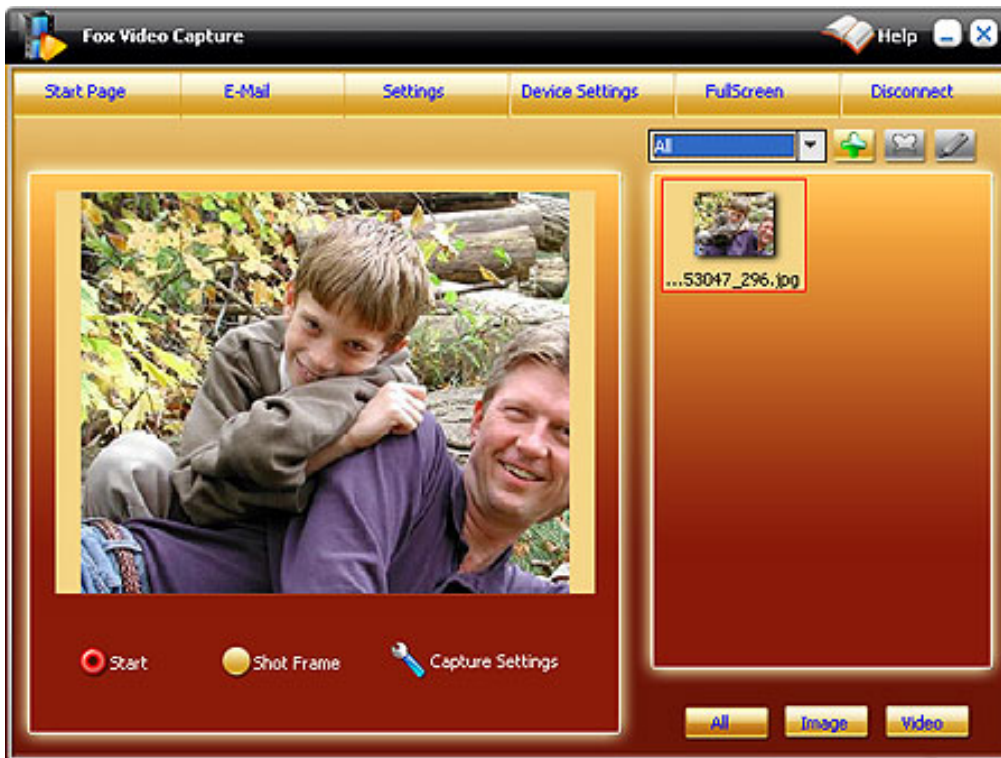 Fox Video Capture
Help
Start Page
E-Mail
Settings
Device Settings
FullScreen
Disconnect
All
...53047_296.jpg
Start
Shot Frame
Capture Settings
All
Image
Video